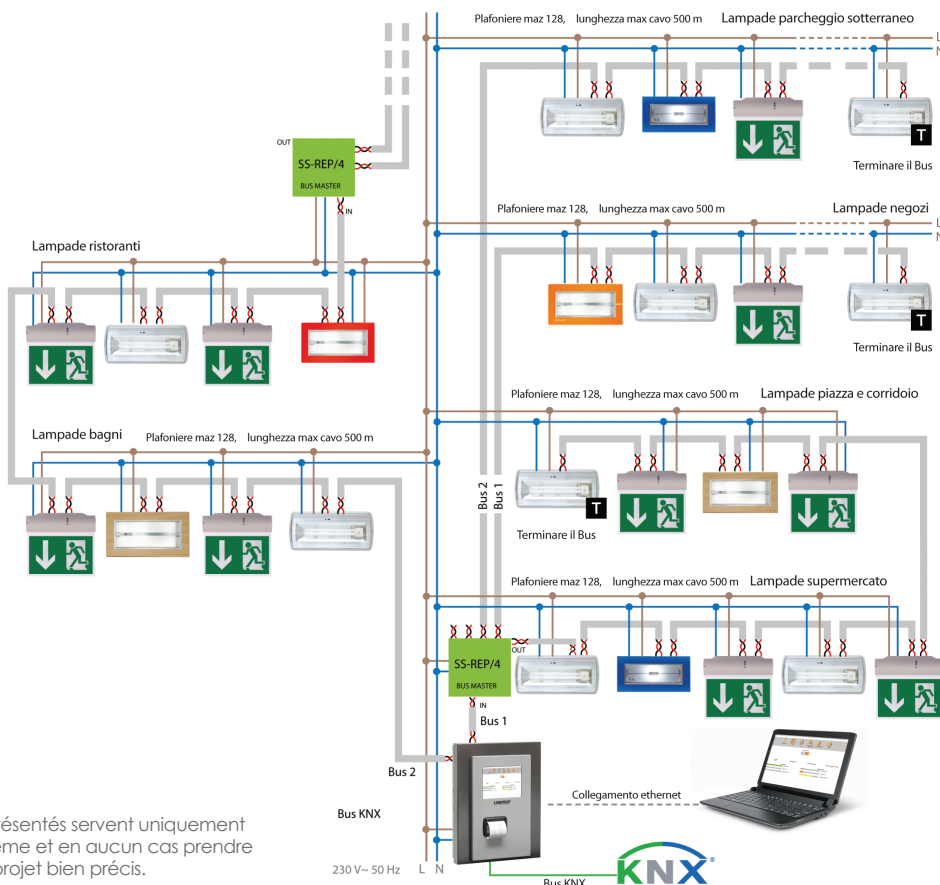 Plafoniere maz 128, lunghezza max cavo 500 m Lampade parcheggio sotterraneo
L
N
OUT
SS-REP/4
BUS MASTER
IN
T
Terminare il Bus
Plafoniere maz 128, lunghezza max cavo 500 m Lampade negozi
L
N
Lampade ristoranti
T
Terminare il Bus
Plafoniere maz 128, lunghezza max cavo 500 m Lampade piazza e corridoio
Lampade bagni Plafoniere maz 128, lunghezza max cavo 500 m
Bus 2
Bus 1
T
Terminare il Bus
Plafoniere maz 128, lunghezza max cavo 500 m Lampade supermercato
OUT
SS-REP/4
BUS MASTER
IN
Bus 1
Bus 2
LINERGY
Collegamento ethernet
Bus KNX
ésentés servent uniquement
ème et en aucun cas prendre
projet bien précis.
230 V~ 50 Hz L N
Bus KNX
KNX®